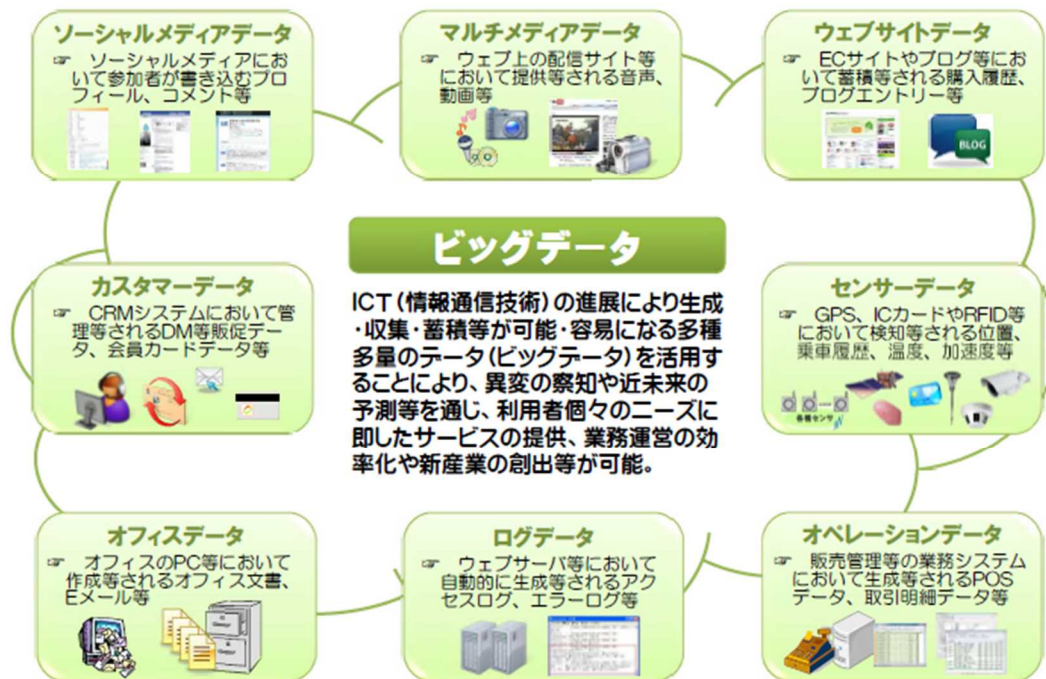 ソーシャルメディアデータ
☞ ソーシャルメディアにお
いて参加者が書き込むプロ
フィール、コメント等
マルチメディアデータ
☞ ウェブ上の配信サイト等
において提供等される音声、
動画等
ウェブサイトデータ
☞ ECサイトやブログ等にお
いて蓄積等される購入履歴、
ブログエントリー等
BLOG
ビッグデータ
ICT(情報通信技術)の進展により生成
・収集・蓄積等が可能・容易になる多種
多量のデータ(ビッグデータ)を活用す
ることにより、異変の察知や近未来の
予測等を通じ、利用者個々のニーズに
即したサービスの提供、業務運営の効
率化や新産業の創出等が可能。
カスタマーデータ
☞ CRMシステムにおいて管
理等されるDM等販促デー
タ、会員カードデータ等
センサーデータ
☞ GPS、ICカードやRFID等
において検知等される位置、
乗車履歴、温度、加速度等
各種センサ
オフィスデータ
☞ オフィスのPC等において
作成等されるオフィス文書、
Eメール等
ログデータ
☞ ウェブサーバ等において
自動的に生成等されるアク
セスログ、エラーログ等
オペレーションデータ
☞ 販売管理等の業務システム
において生成等されるPOS
データ、取引明細データ等